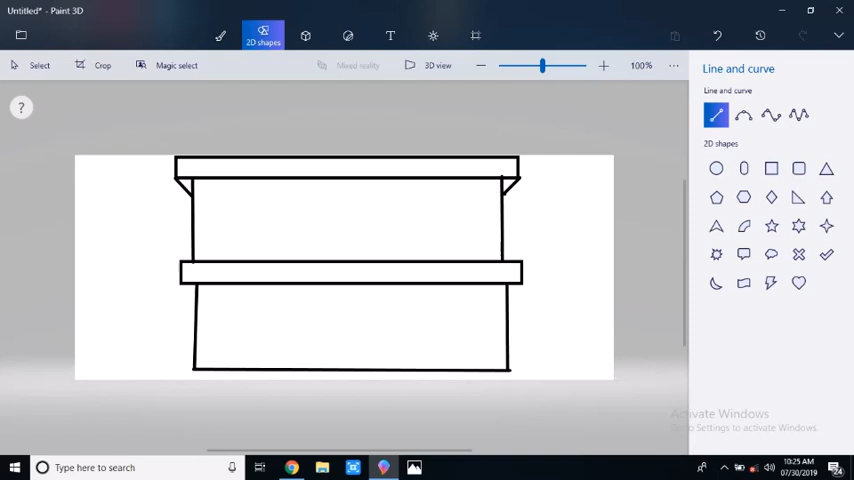 Untitled* - Paint 3D
2D shapes
Select
Crop
Magic select
Mixed reality
3D view
100%
Line and curve
Line and curve
2D shapes
Activate Windows
Go to Settings to activate Windows.
Type here to search
10:25 AM
07/30/2019
24